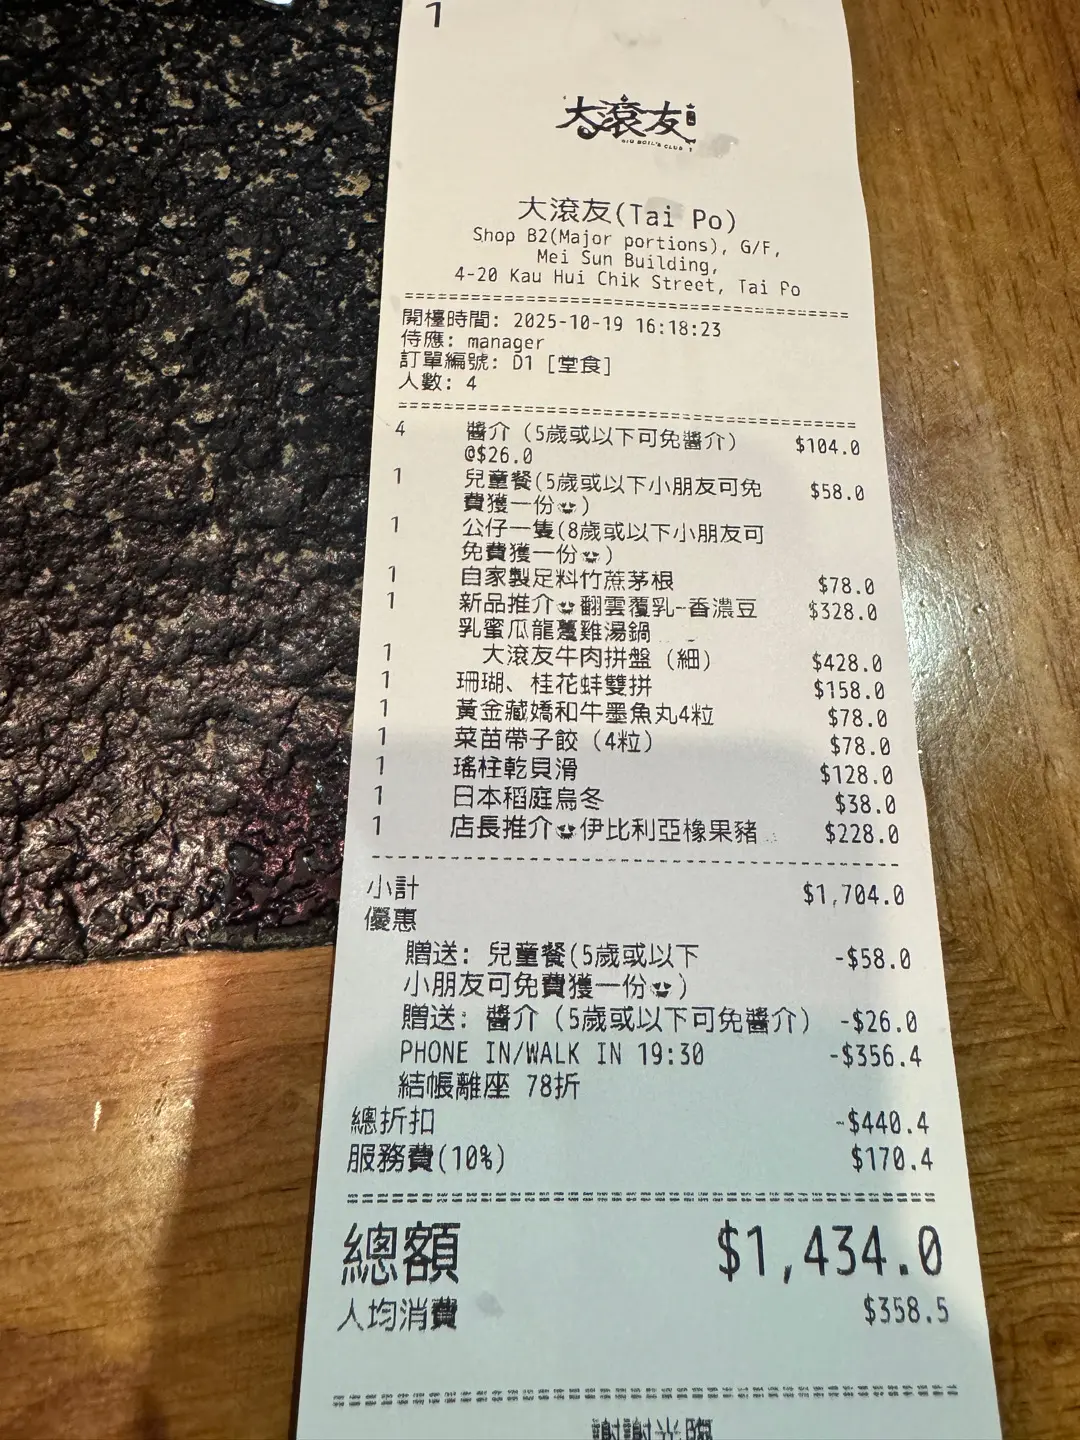 1
大滾友
BIU BOIL'S CLUB
大滾友(Tai Po)
Shop B2(Major portions), G/F,
Mei Sun Building,
4-20 Kau Hui Chik Street, Tai Po
開檯時間: 2025-10-19 16:18:23
侍應: manager
訂單編號: D1 [堂食]
人數: 4
4 醬介（5歲或以下可免醬介） $104.0
@$26.0
1 兒童餐(5歲或以下小朋友可免 $58.0
費獲一份)
1 公仔一隻(8歲或以下小朋友可
免費獲一份)
1 自家製足料竹蔗茅根 $78.0
1 新品推介翻雲覆乳-香濃豆 $328.0
乳蜜瓜龍躉雞湯鍋
1 大滾友牛肉拼盤（細） $428.0
1 珊瑚、桂花蚌雙拼 $158.0
1 黃金藏嬌和牛墨魚丸4粒 $78.0
1 菜苗帶子餃（4粒） $78.0
1 瑤柱乾貝滑 $128.0
1 日本稻庭烏冬 $38.0
1 店長推介伊比利亞橡果豬 $228.0
小計 $1,704.0
優惠
贈送: 兒童餐(5歲或以下 -$58.0
小朋友可免費獲一份)
贈送: 醬介（5歲或以下可免醬介） -$26.0
PHONE IN/WALK IN 19:30 -$356.4
結帳離座 78折
總折扣 -$440.4
服務費(10%) $170.4
總額 $1,434.0
人均消費 $358.5